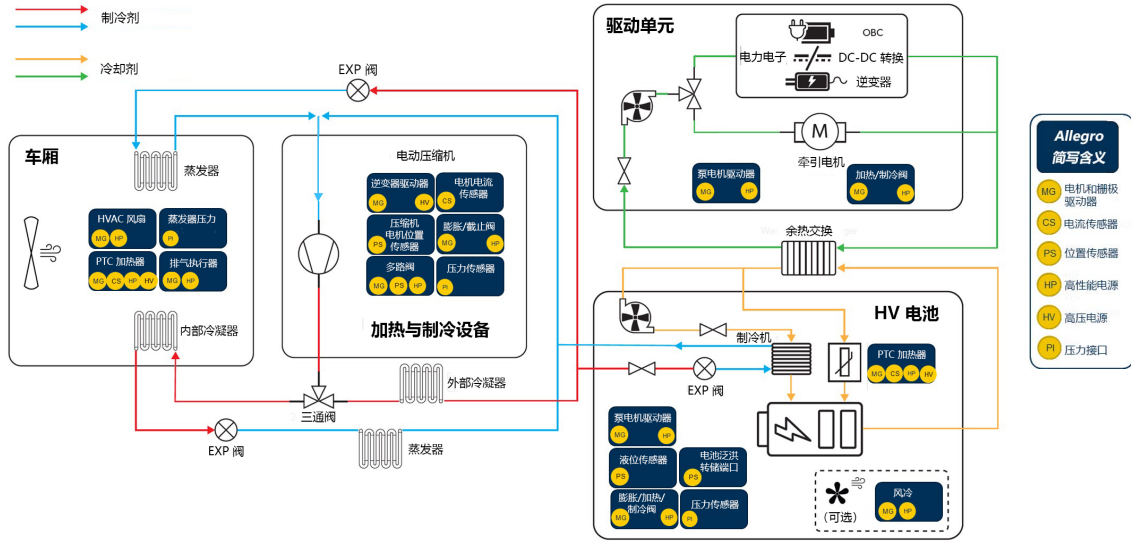 制冷剂
冷却剂
EXP 阀
车厢
蒸发器
HVAC 风扇
MG HP
蒸发器压力
PI
PTC 加热器
MG CS HP HV
排气执行器
MG HP
内部冷凝器
EXP 阀
电动压缩机
逆变器驱动器
MG HV
电机电流
传感器
CS
压缩机
电机位置
传感器
PS
膨胀/截止阀
MG HP
多路阀
MG PS HP
压力传感器
PI
加热与制冷设备
三通阀
外部冷凝器
蒸发器
驱动单元
OBC
电力电子
DC-DC 转换
逆变器
M
牵引电机
泵电机驱动器
MG HP
加热/制冷阀
MG HP
余热交换
HV 电池
制冷机
EXP 阀
PTC 加热器
MG CS HP HV
泵电机驱动器
MG HP
液位传感器
PS
电池泛洪
转储端口
PS
膨胀/加热/
制冷阀
MG HP
压力传感器
PI
(可选)
风冷
MG HP
Allegro
简写含义
MG 电机和栅极
驱动器
CS 电流传感器
PS 位置传感器
HP 高性能电源
HV 高压电源
PI 压力接口